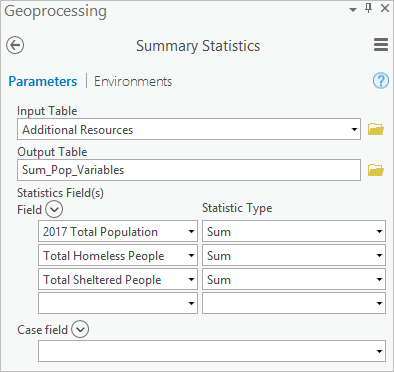 Geoprocessing
Summary Statistics
Parameters | Environments
Input Table
Additional Resources
Output Table
Sum_Pop_Variables
Statistics Field(s)
Field Statistic Type
2017 Total Population Sum
Total Homeless People Sum
Total Sheltered People Sum
Case field